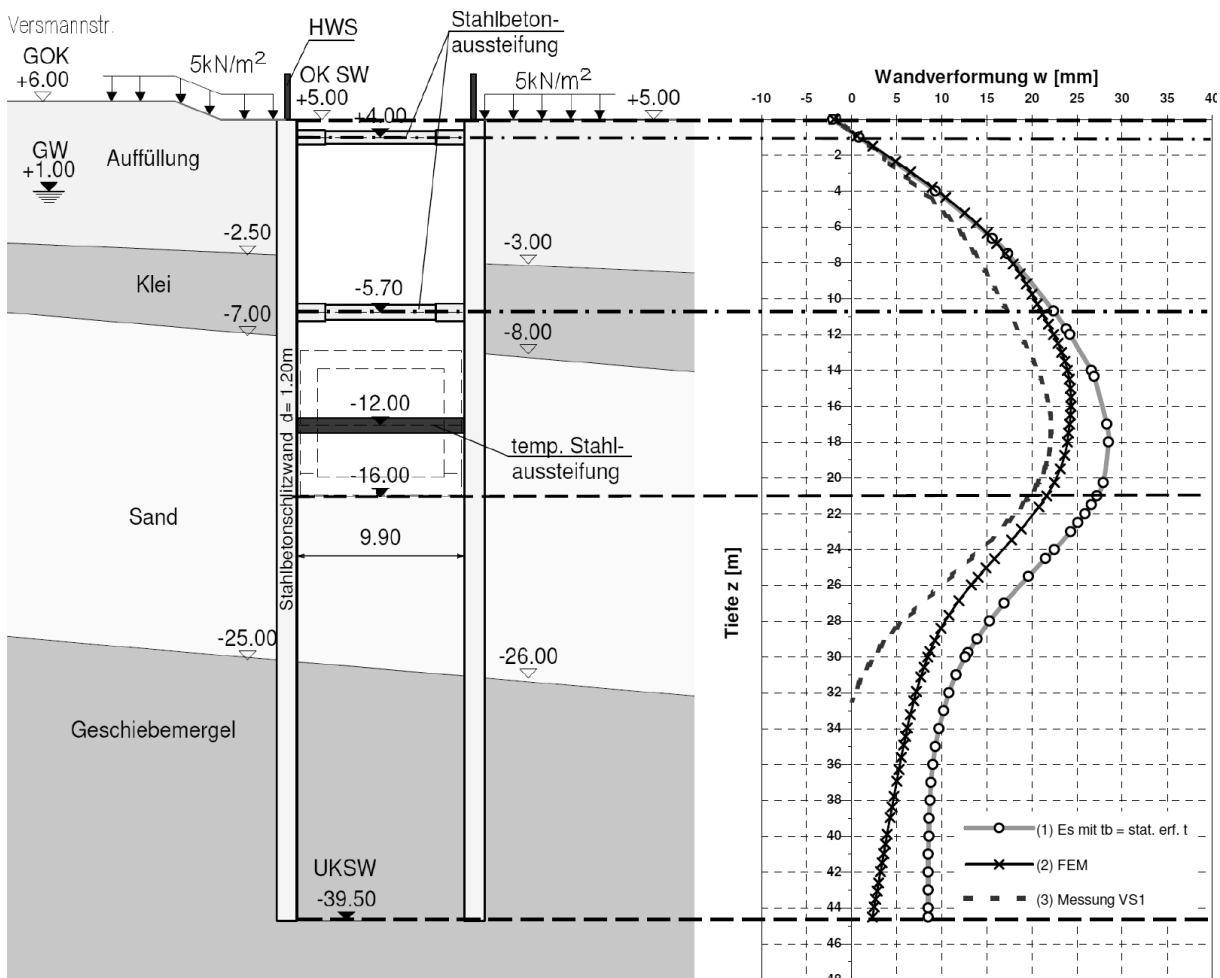 Versmannstr.
GOK
+6.00
5kN/m²
HWS
OK SW
+5.00
+4.00
Stahlbeton-
aussteifung
5kN/m²
+5.00
GW
+1.00
Auffüllung
-2.50
-3.00
Klei
-5.70
-7.00
-8.00
Stahlbetonschlitzwand d= 1.20m
-12.00
temp. Stahl-
aussteifung
-16.00
Sand
9.90
-25.00
-26.00
Geschiebemergel
UKSW
-39.50
Wandverformung w [mm]
-10 -5 0 5 10 15 20 25 30 35 40
2
4
6
8
10
12
14
16
18
20
22
24
26
28
30
32
34
36
38
40
42
44
46
48
Tiefe z [m]
(1) Es mit tb = stat. erf. t
(2) FEM
(3) Messung VS1